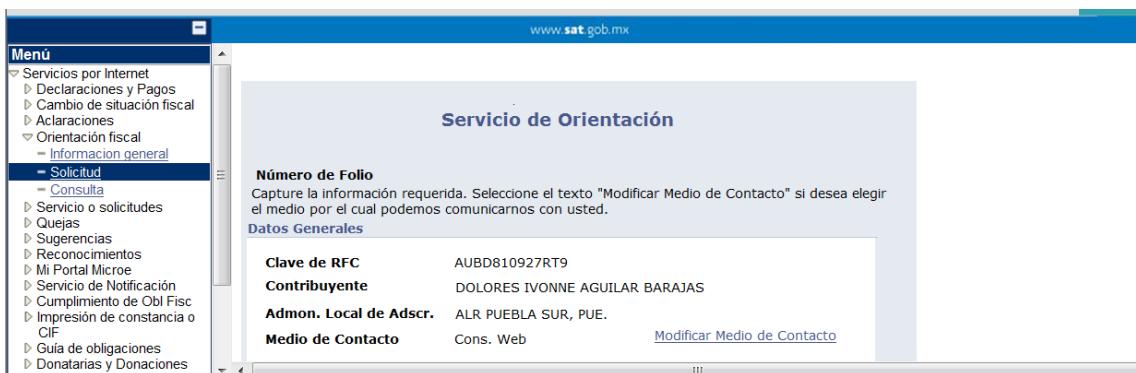 www.sat.gob.mx
Menú
Servicios por Internet
Declaraciones y Pagos
Cambio de situación fiscal
Aclaraciones
Orientación fiscal
Informacion general
Solicitud
Consulta
Servicio o solicitudes
Quejas
Sugerencias
Reconocimientos
Mi Portal Microe
Servicio de Notificación
Cumplimiento de Obl Fisc
Impresión de constancia o
CIF
Guía de obligaciones
Donatarias y Donaciones
Servicio de Orientación
Número de Folio
Capture la información requerida. Seleccione el texto "Modificar Medio de Contacto" si desea elegir
el medio por el cual podemos comunicarnos con usted.
Datos Generales
Clave de RFC AUBD810927RT9
Contribuyente DOLORES IVONNE AGUILAR BARAJAS
Admon. Local de Adscr. ALR PUEBLA SUR, PUE.
Medio de Contacto Cons. Web Modificar Medio de Contacto